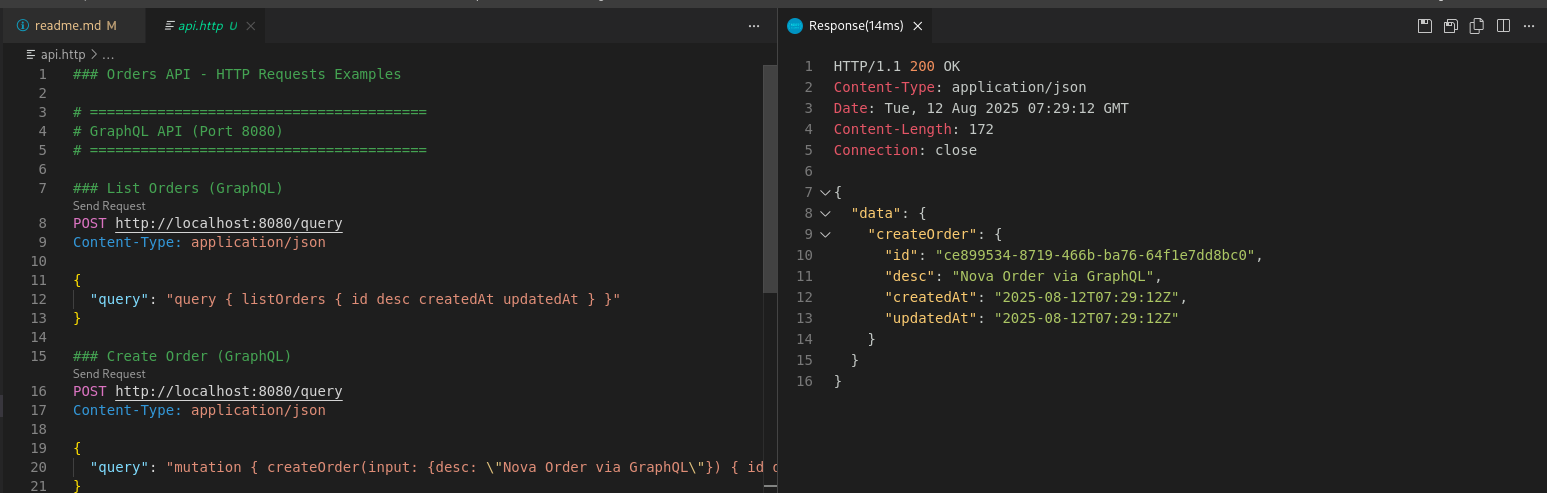 readme.md M
api.http U
api.http > ...
1 ### Orders API - HTTP Requests Examples
2
3 # ========================================
4 # GraphQL API (Port 8080)
5 # ========================================
6
7 ### List Orders (GraphQL)
Send Request
8 POST http://localhost:8080/query
9 Content-Type: application/json
10
11 {
12 "query": "query { listOrders { id desc createdAt updatedAt } }"
13 }
14
15 ### Create Order (GraphQL)
Send Request
16 POST http://localhost:8080/query
17 Content-Type: application/json
18
19 {
20 "query": "mutation { createOrder(input: {desc: \"Nova Order via GraphQL\"}) { id
21 }
Response(14ms)
1 HTTP/1.1 200 OK
2 Content-Type: application/json
3 Date: Tue, 12 Aug 2025 07:29:12 GMT
4 Content-Length: 172
5 Connection: close
6
7 {
8 "data": {
9 "createOrder": {
10 "id": "ce899534-8719-466b-ba76-64f1e7dd8bc0",
11 "desc": "Nova Order via GraphQL",
12 "createdAt": "2025-08-12T07:29:12Z",
13 "updatedAt": "2025-08-12T07:29:12Z"
14 }
15 }
16 }